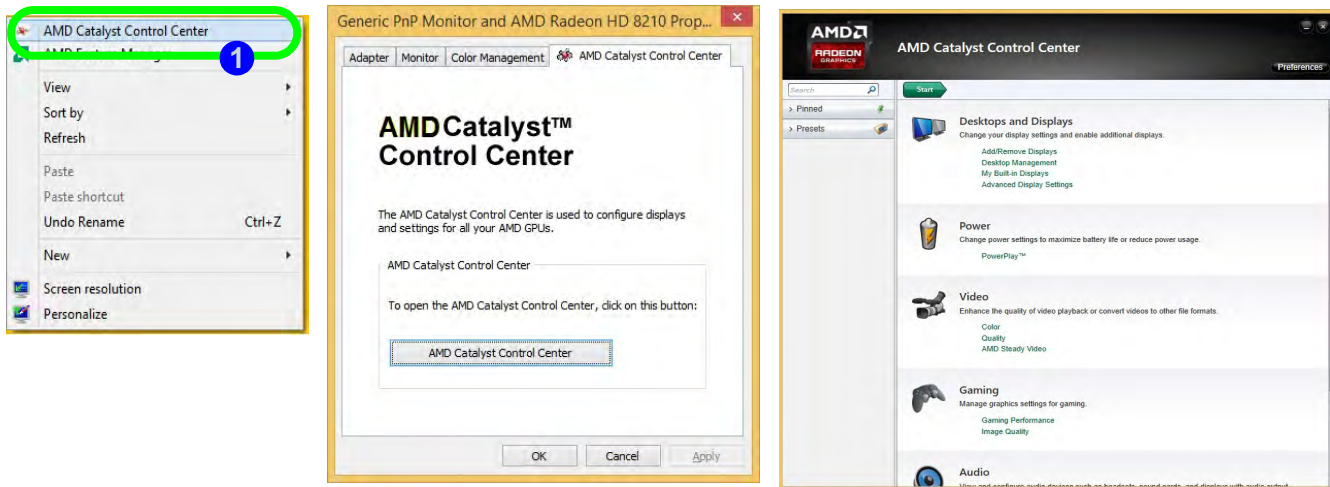 AMD Catalyst Control Center
1
View
Sort by
Refresh
Paste
Paste shortcut
Undo Rename Ctrl+Z
New
Screen resolution
Personalize
Generic PnP Monitor and AMD Radeon HD 8210 Prop...
Adapter Monitor Color Management AMD Catalyst Control Center
AMD Catalyst™
Control Center
The AMD Catalyst Control Center is used to configure displays
and settings for all your AMD GPUs.
AMD Catalyst Control Center
To open the AMD Catalyst Control Center, click on this button:
AMD Catalyst Control Center
OK Cancel Apply
AMD
RADEON
GRAPHICS
AMD Catalyst Control Center
Preferences
Search
Start
Pinned
Presets
Desktops and Displays
Change your display settings and enable additional displays.
Add/Remove Displays
Desktop Management
My Built-in Displays
Advanced Display Settings
Power
Change power settings to maximize battery life or reduce power usage.
PowerPlay™
Video
Enhance the quality of video playback or convert videos to other file formats.
Color
Quality
AMD Steady Video
Gaming
Manage graphics settings for gaming.
Gaming Performance
Image Quality
Audio